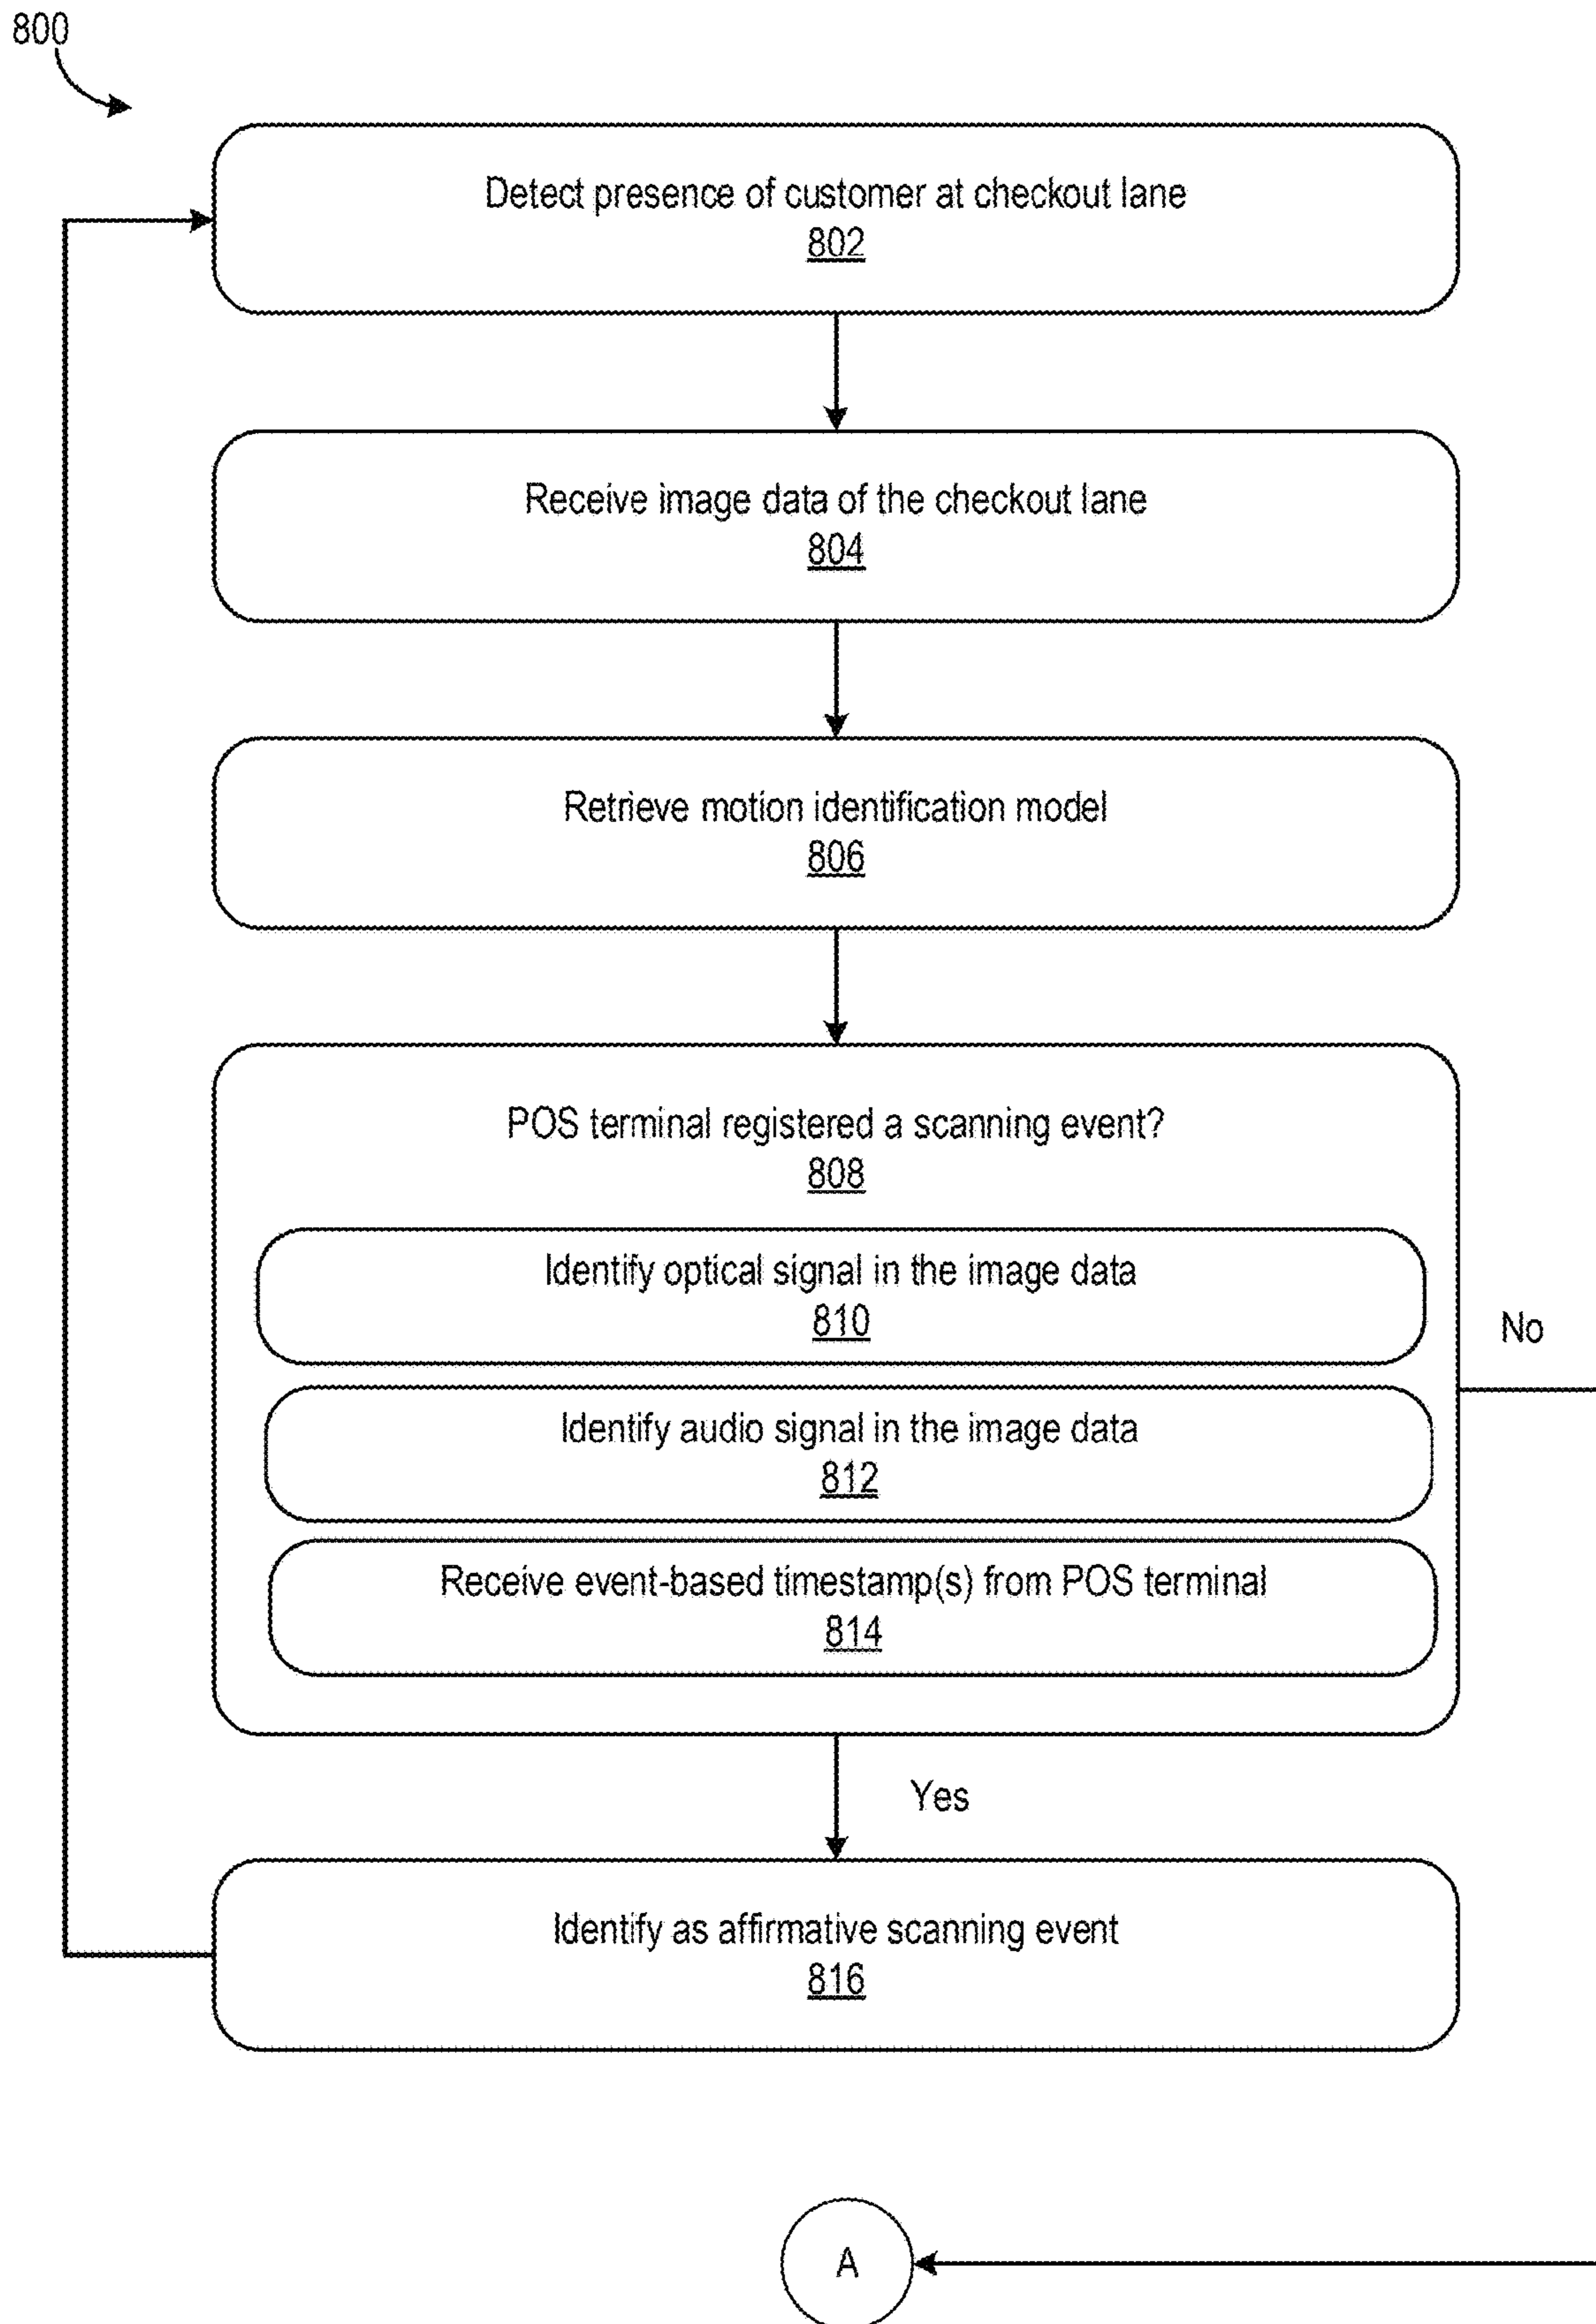 800
Detect presence of customer at checkout lane
802
Receive image data of the checkout lane
804
Retrieve motion identification model
806
POS terminal registered a scanning event?
808
Identify optical signal in the image data
810
No
Identify audio signal in the image data
812
Receive event-based timestamp(s) from POS terminal
814
Yes
Identify as affirmative scanning event
816
A